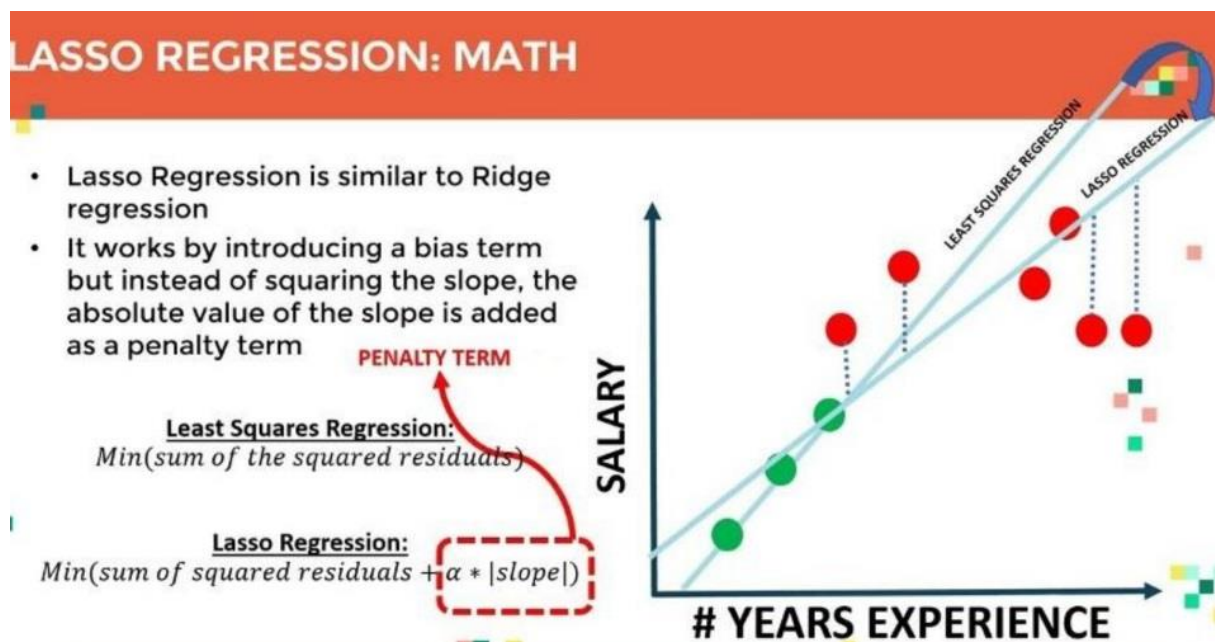 LASSO REGRESSION: MATH
• Lasso Regression is similar to Ridge
regression
• It works by introducing a bias term
but instead of squaring the slope, the
absolute value of the slope is added
as a penalty term
PENALTY TERM
Least Squares Regression:
Min(sum of the squared residuals)
Lasso Regression:
Min(sum of squared residuals + α * |slope|)
LEAST SQUARES REGRESSION
LASSO REGRESSION
SALARY
# YEARS EXPERIENCE